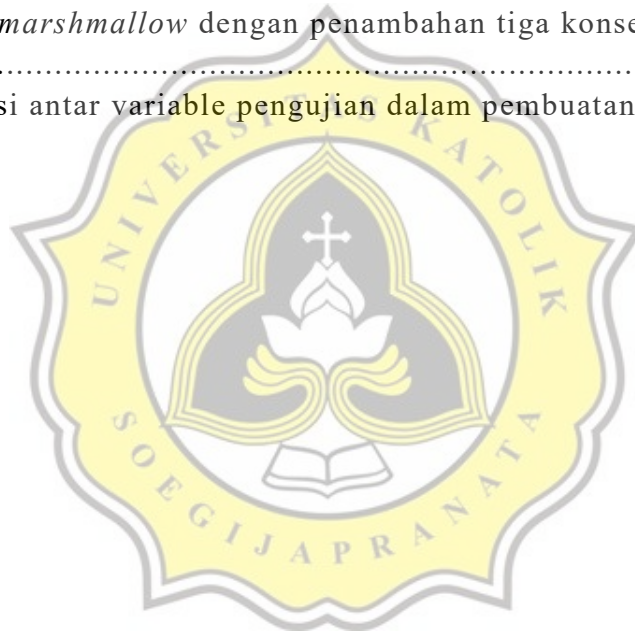 marshmallow dengan penambahan tiga konse
....................................................................
si antar variable pengujian dalam pembuatan
UNIVERSITAS KATOLIK
SOEGIJAPRANATA